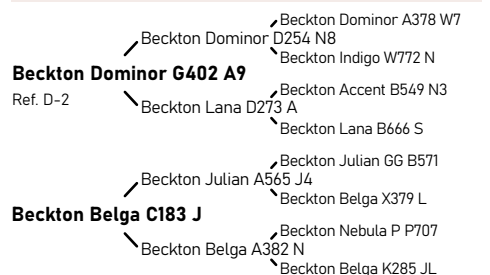 Beckton Dominor A378 W7
Beckton Dominor D254 N8
Beckton Indigo W772 N
Beckton Dominor G402 A9
Ref. D-2
Beckton Accent B549 N3
Beckton Lana D273 A
Beckton Lana B666 S
Beckton Julian GG B571
Beckton Julian A565 J4
Beckton Belga X379 L
Beckton Belga C183 J
Beckton Nebula P P707
Beckton Belga A382 N
Beckton Belga K285 JL